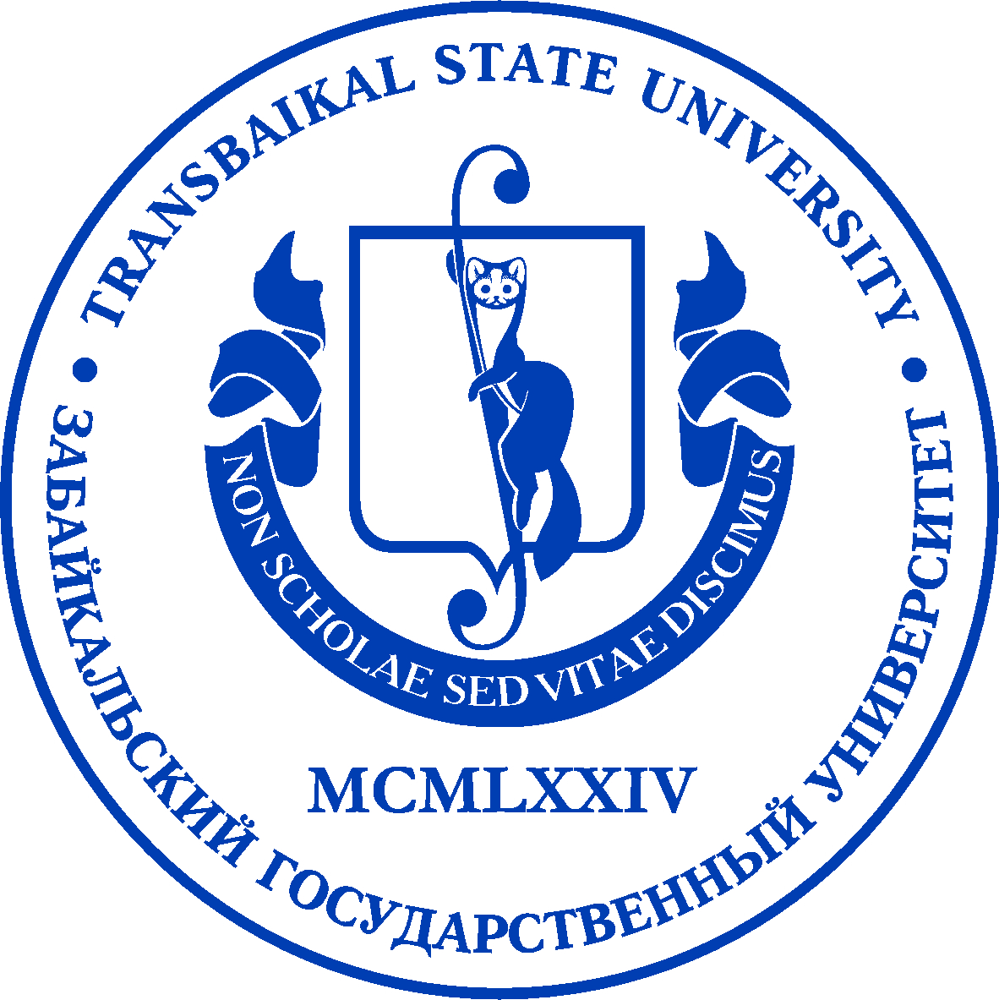 TRANSBAIKAL STATE UNIVERSITY
ЗАБАЙКАЛЬСКИЙ ГОСУДАРСТВЕННЫЙ УНИВЕРСИТЕТ
NON SCHOLAE SED VITAE DISCIMUS
MCMLXXIV